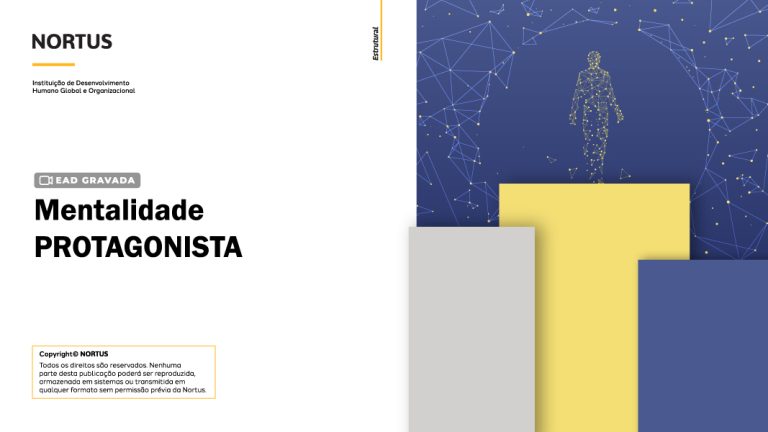 NORTUS
Instituição de Desenvolvimento
Humano Global e Organizacional
Estrutural
EAD GRAVADA
Mentalidade
PROTAGONISTA
Copyright© NORTUS
Todos os direitos são reservados. Nenhuma
parte desta publicação poderá ser reproduzida,
armazenada em sistemas ou transmitida em
qualquer formato sem permissão prévia da Nortus.